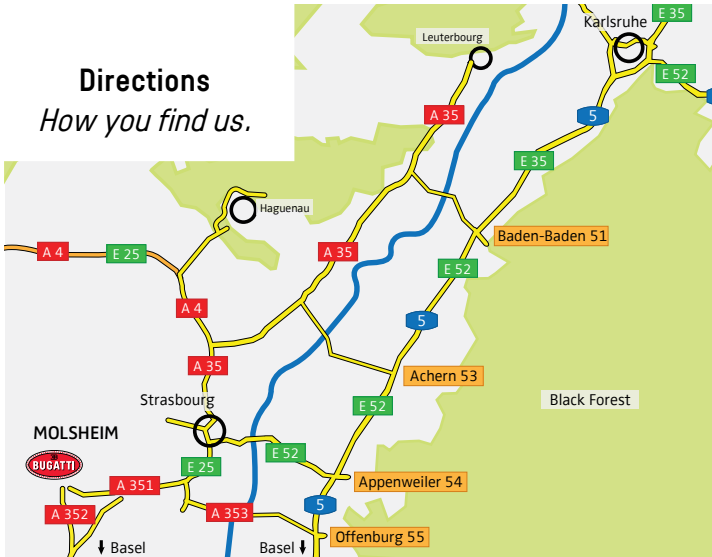 Directions
How you find us.
Leuterbourg
Karlsruhe
E 35
E 52
A 35
5
E 35
Haguenau
Baden-Baden 51
A 4
E 25
A 35
E 52
A 4
5
A 35
Achern 53
Strasbourg
E 52
Black Forest
MOLSHEIM
BUGATTI
E 25
E 52
A 351
Appenweiler 54
A 352
A 353
5
Offenburg 55
Basel
Basel